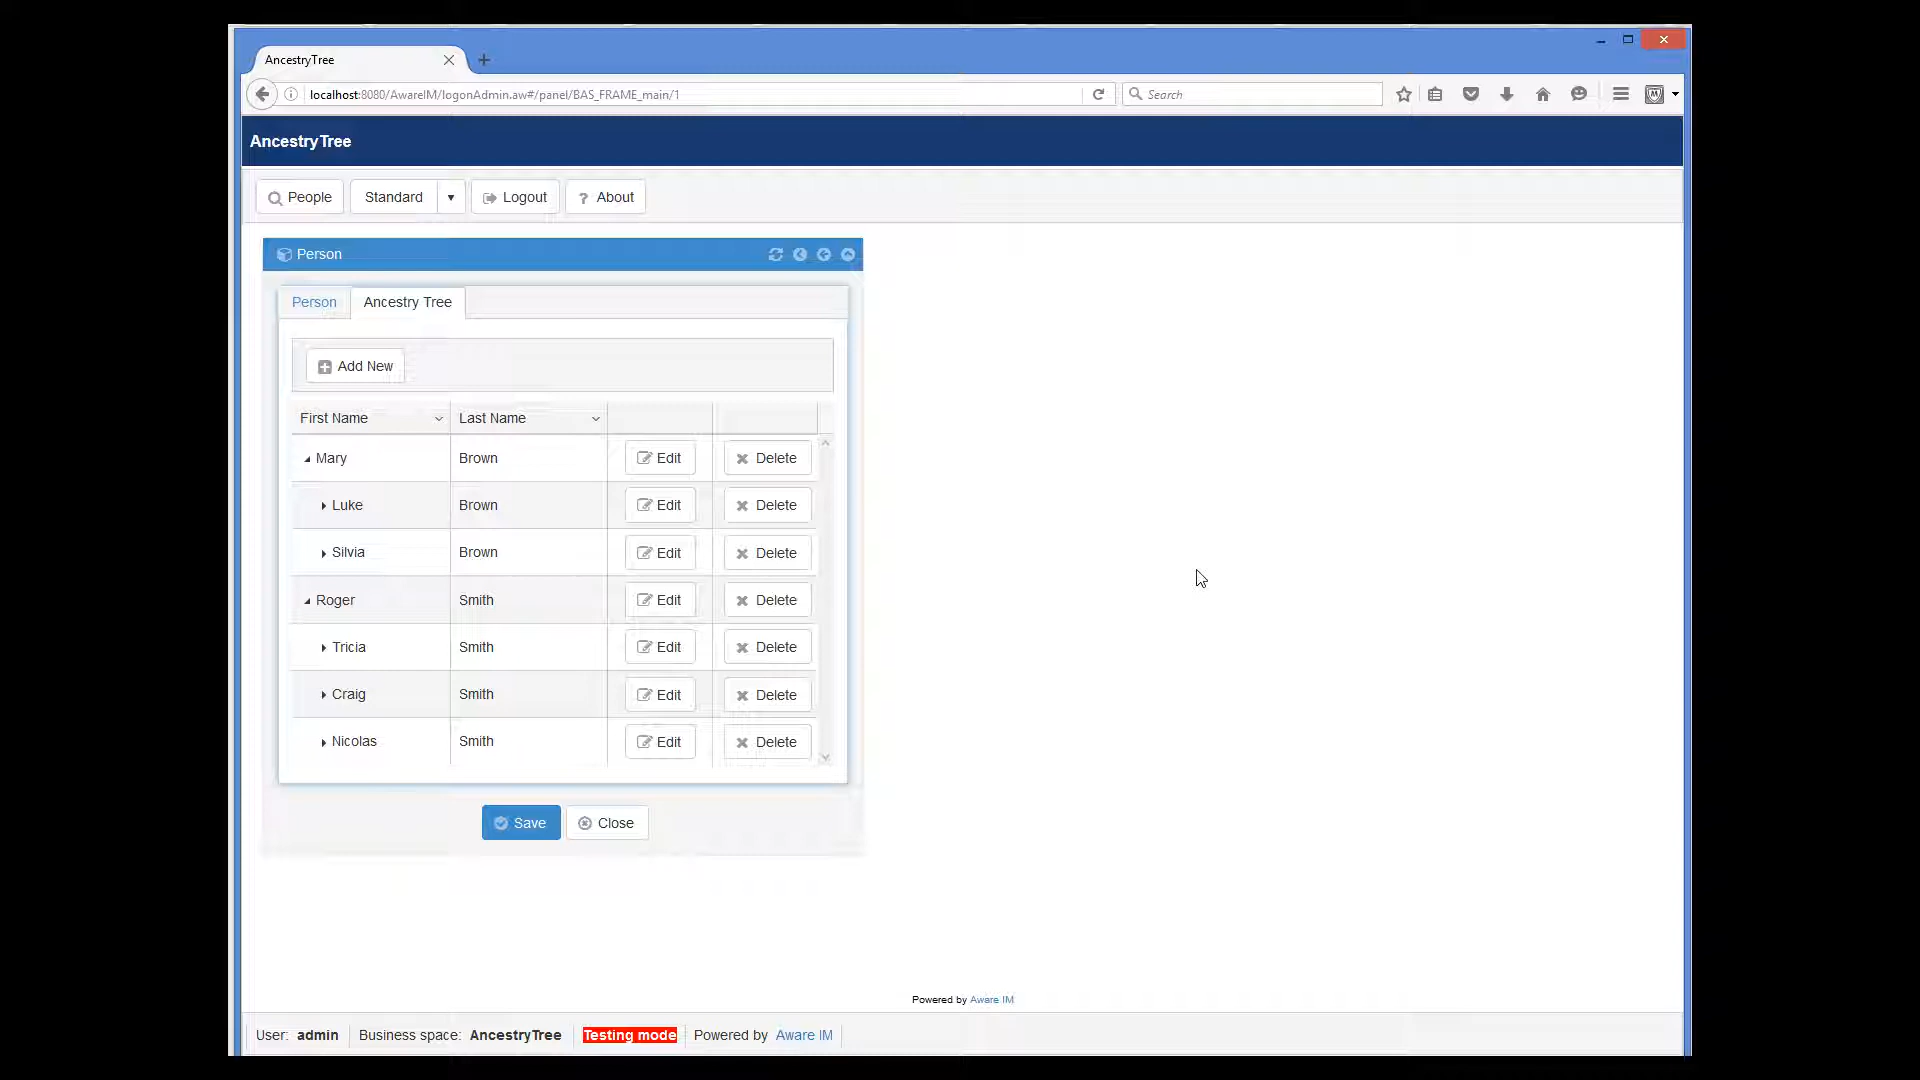 AncestryTree
localhost:8080/AwareIM/logonAdmin.aw#/panel/BAS_FRAME_main/1
Search
AncestryTree
People
Standard
Logout
? About
Person
Person
Ancestry Tree
Add New
First Name
Last Name
Mary Brown Edit Delete
Luke Brown Edit Delete
Silvia Brown Edit Delete
Roger Smith Edit Delete
Tricia Smith Edit Delete
Craig Smith Edit Delete
Nicolas Smith Edit Delete
Save
Close
Powered by Aware IM
User: admin
Business space: AncestryTree
Testing mode
Powered by Aware IM